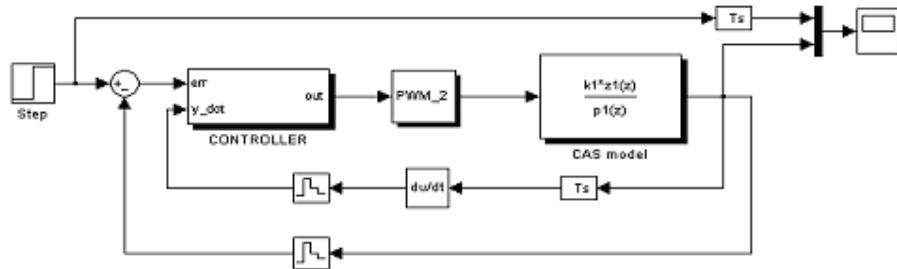 Ts
+
-
Step
err
y_dot
out
CONTROLLER
PWM_2
k1*z1(z)
p1(z)
CAS model
du/dt
Ts